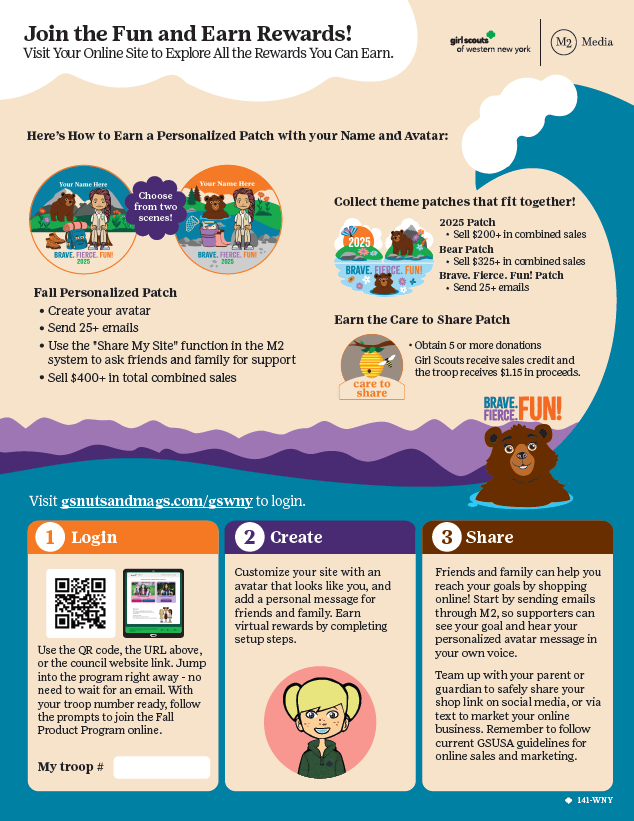 Join the Fun and Earn Rewards!
Visit Your Online Site to Explore All the Rewards You Can Earn.
girl scouts
of western new york
M2
Media
Here's How to Earn a Personalized Patch with your Name and Avatar:
Your Name Here
BRAVE. FIERCE. FUN!
2025
Choose
from two
scenes!
Your Name Here
BRAVE. FIERCE. FUN!
2025
Fall Personalized Patch
• Create your avatar
• Send 25+ emails
• Use the "Share My Site" function in the M2
system to ask friends and family for support
• Sell $400+ in total combined sales
Collect theme patches that fit together!
2025
BRAVE. FIERCE. FUN!
2025 Patch
• Sell $200+ in combined sales
Bear Patch
• Sell $325+ in combined sales
Brave. Fierce. Fun! Patch
• Send 25+ emails
Earn the Care to Share Patch
care to
share
• Obtain 5 or more donations
Girl Scouts receive sales credit and
the troop receives $1.15 in proceeds.
BRAVE.
FIERCE.
FUN!
Visit gsnutsandmags.com/gswny to login.
1 Login
Use the QR code, the URL above,
or the council website link. Jump
into the program right away - no
need to wait for an email. With
your troop number ready, follow
the prompts to join the Fall
Product Program online.
My troop #
2 Create
Customize your site with an
avatar that looks like you, and
add a personal message for
friends and family. Earn
virtual rewards by completing
setup steps.
3 Share
Friends and family can help you
reach your goals by shopping
online! Start by sending emails
through M2, so supporters can
see your goal and hear your
personalized avatar message in
your own voice.
Team up with your parent or
guardian to safely share your
shop link on social media, or via
text to market your online
business. Remember to follow
current GSUSA guidelines for
online sales and marketing.
141-WNY